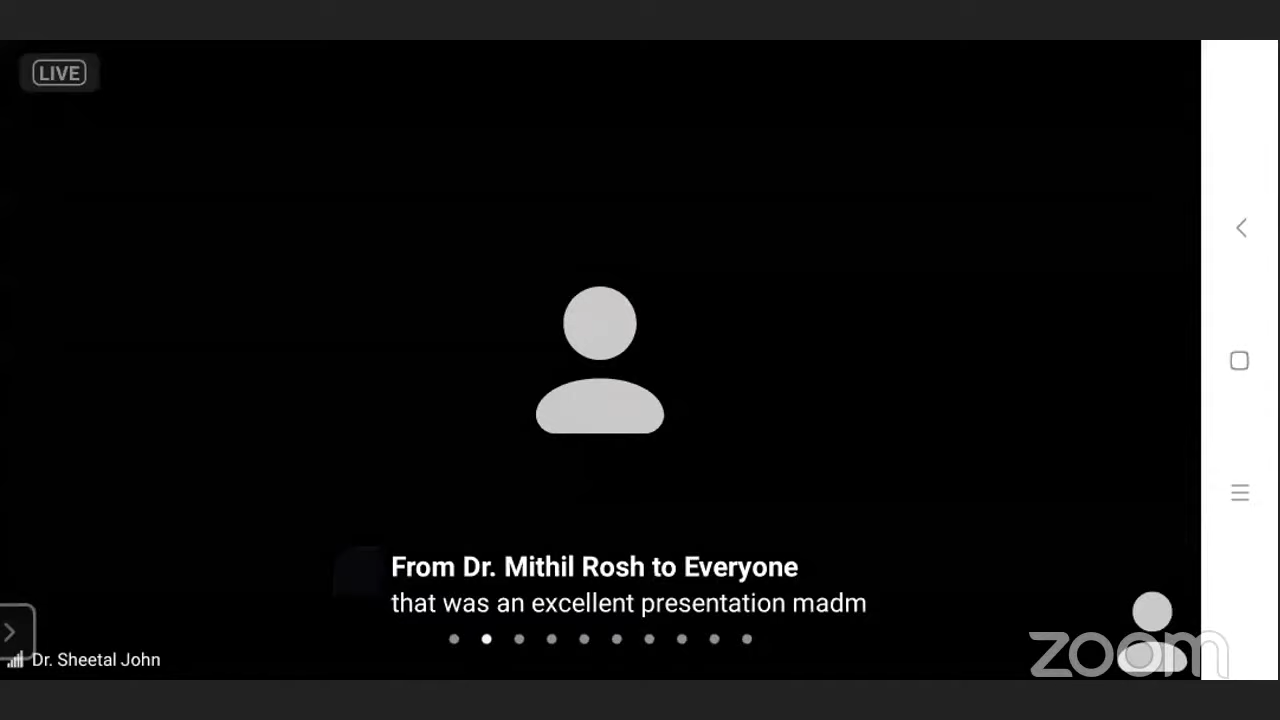 LIVE
From Dr. Mithil Rosh to Everyone
that was an excellent presentation madm
Dr. Sheetal John
zoom